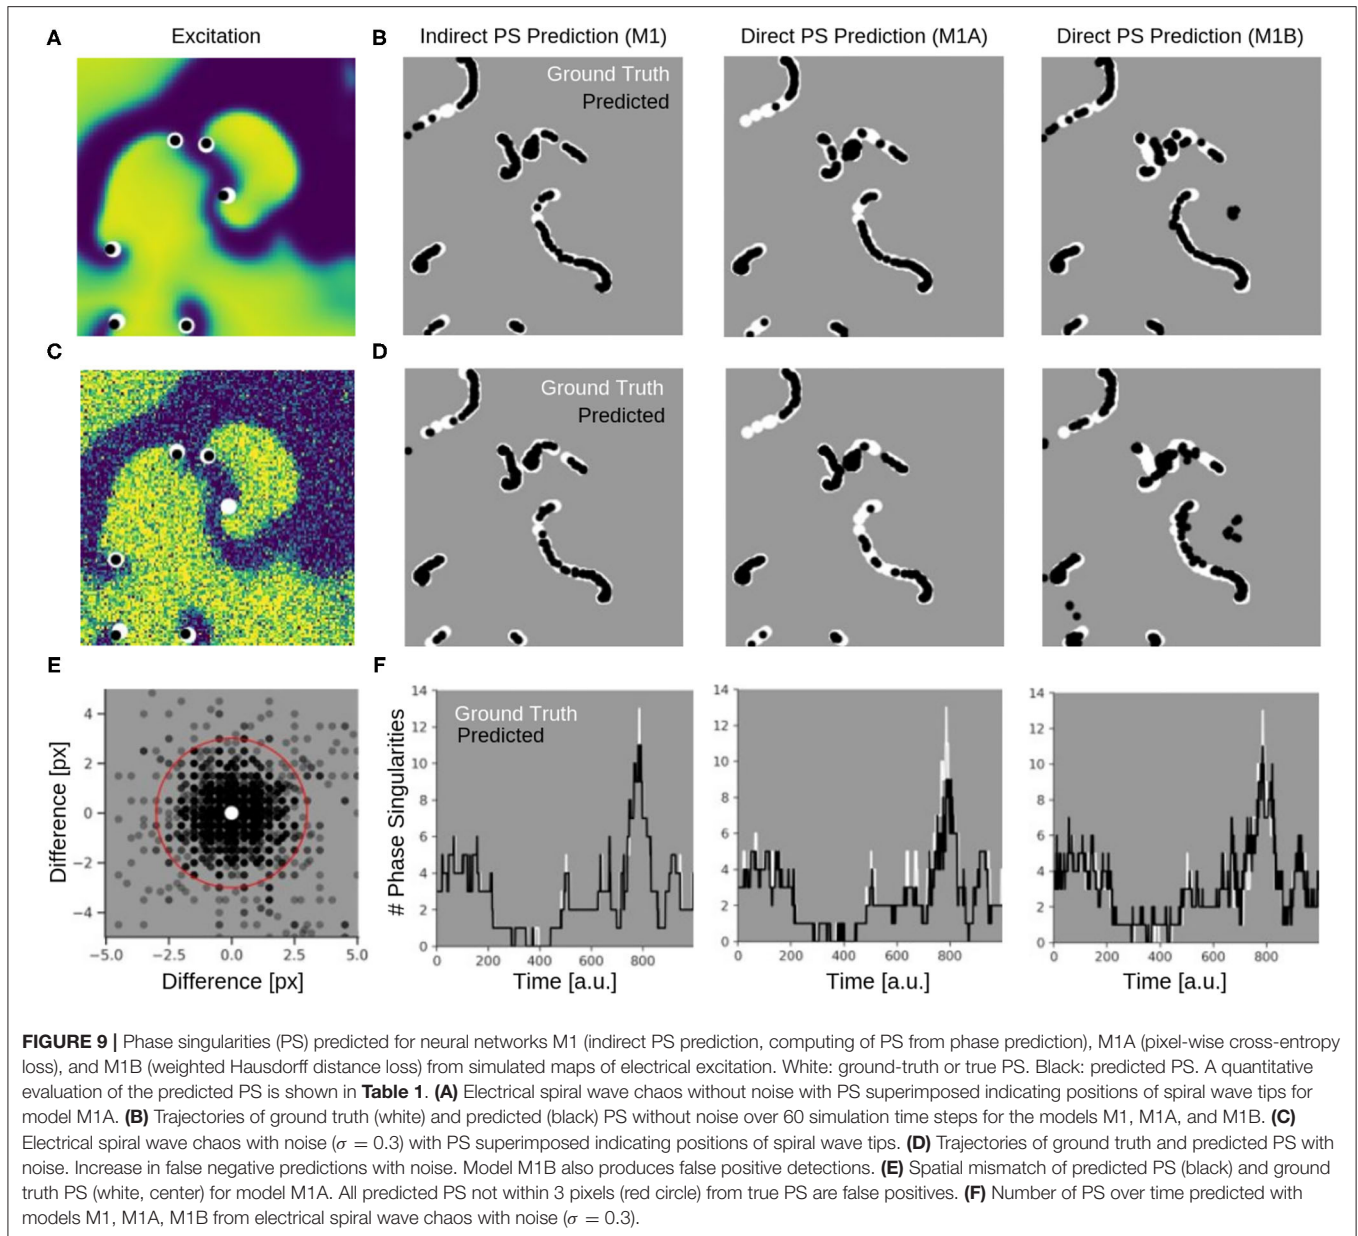 A
Excitation
B
Indirect PS Prediction (M1)
Direct PS Prediction (M1A)
Direct PS Prediction (M1B)
Ground Truth
Predicted
C
D
Ground Truth
Predicted
E
F
Difference [px]
4
2
0
−2
−4
−5.0
−2.5
0.0
2.5
5.0
Difference [px]
# Phase Singularities
14
12
10
8
6
4
2
0
Ground Truth
Predicted
0
200
400
600
800
Time [a.u.]
14
12
10
8
6
4
2
0
0
200
400
600
800
Time [a.u.]
14
12
10
8
6
4
2
0
0
200
400
600
800
Time [a.u.]
FIGURE 9 | Phase singularities (PS) predicted for neural networks M1 (indirect PS prediction, computing of PS from phase prediction), M1A (pixel-wise cross-entropy
loss), and M1B (weighted Hausdorff distance loss) from simulated maps of electrical excitation. White: ground-truth or true PS. Black: predicted PS. A quantitative
evaluation of the predicted PS is shown in Table 1. (A) Electrical spiral wave chaos without noise with PS superimposed indicating positions of spiral wave tips for
model M1A. (B) Trajectories of ground truth (white) and predicted (black) PS without noise over 60 simulation time steps for the models M1, M1A, and M1B. (C)
Electrical spiral wave chaos with noise (σ = 0.3) with PS superimposed indicating positions of spiral wave tips. (D) Trajectories of ground truth and predicted PS with
noise. Increase in false negative predictions with noise. Model M1B also produces false positive detections. (E) Spatial mismatch of predicted PS (black) and ground
truth PS (white, center) for model M1A. All predicted PS not within 3 pixels (red circle) from true PS are false positives. (F) Number of PS over time predicted with
models M1, M1A, M1B from electrical spiral wave chaos with noise (σ = 0.3).